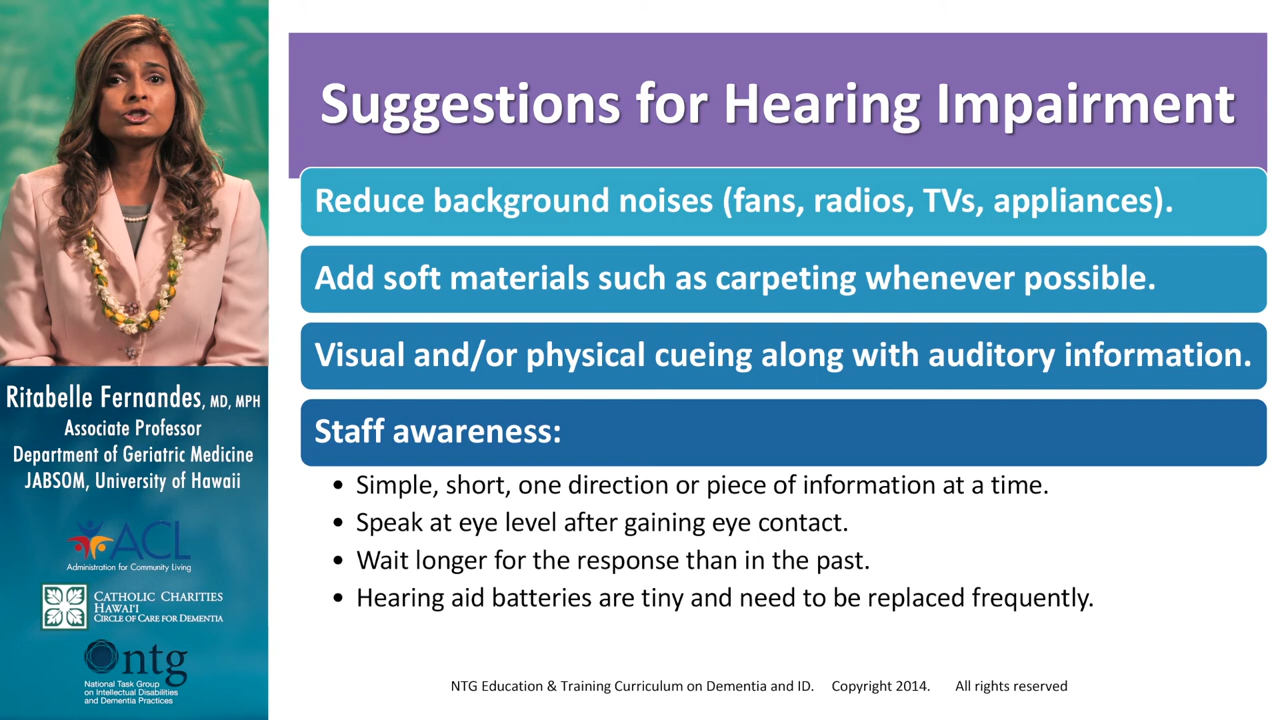 Suggestions for Hearing Impairment
Reduce background noises (fans, radios, TVs, appliances).
Add soft materials such as carpeting whenever possible.
Visual and/or physical cueing along with auditory information.
Staff awareness:
• Simple, short, one direction or piece of information at a time.
• Speak at eye level after gaining eye contact.
• Wait longer for the response than in the past.
• Hearing aid batteries are tiny and need to be replaced frequently.
NTG Education & Training Curriculum on Dementia and ID. Copyright 2014. All rights reserved
Ritabelle Fernandes, MD, MPH
Associate Professor
Department of Geriatric Medicine
JABSOM, University of Hawaii
ACL
Administration for Community Living
CATHOLIC CHARITIES
HAWAI'I
CIRCLE OF CARE FOR DEMENTIA
ntg
National Task Group
on Intellectual Disabilities
and Dementia Practices